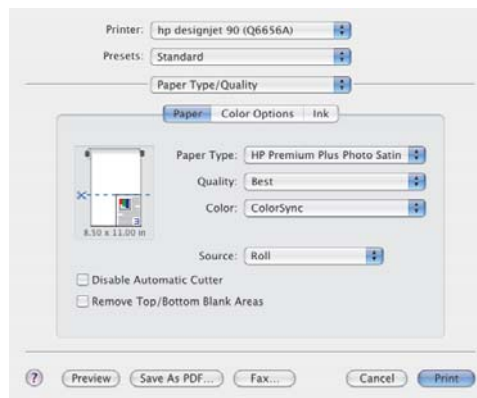 Printer: hp designjet 90 (Q6656A)
Presets: Standard
Paper Type/Quality
Paper Color Options Ink
Paper Type: HP Premium Plus Photo Satin
Quality: Best
Color: ColorSync
8.50 x 11.00 in
Source: Roll
Disable Automatic Cutter
Remove Top/Bottom Blank Areas
? Preview Save As PDF... Fax... Cancel Print